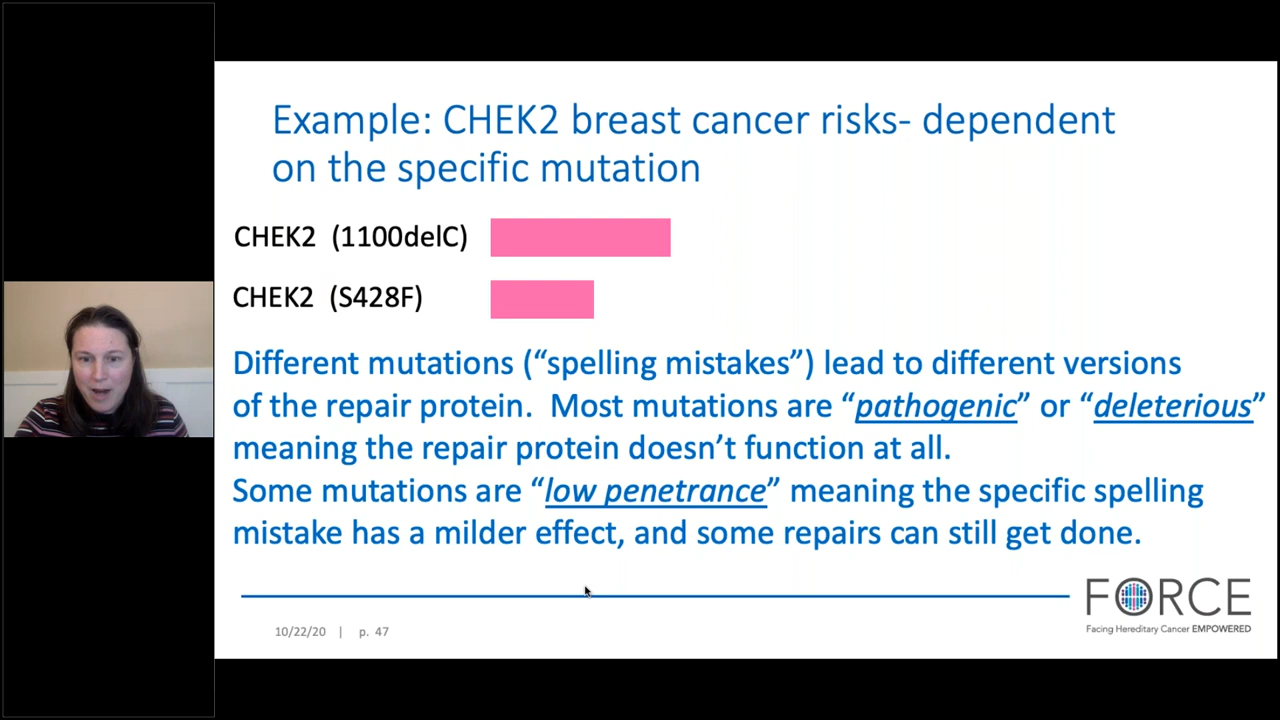 Example: CHEK2 breast cancer risks- dependent
on the specific mutation
CHEK2 (1100delC)
CHEK2 (S428F)
Different mutations (“spelling mistakes”) lead to different versions
of the repair protein. Most mutations are “pathogenic” or “deleterious”
meaning the repair protein doesn’t function at all.
Some mutations are “low penetrance” meaning the specific spelling
mistake has a milder effect, and some repairs can still get done.
10/22/20 | p. 47
FORCE
Facing Hereditary Cancer EMPOWERED